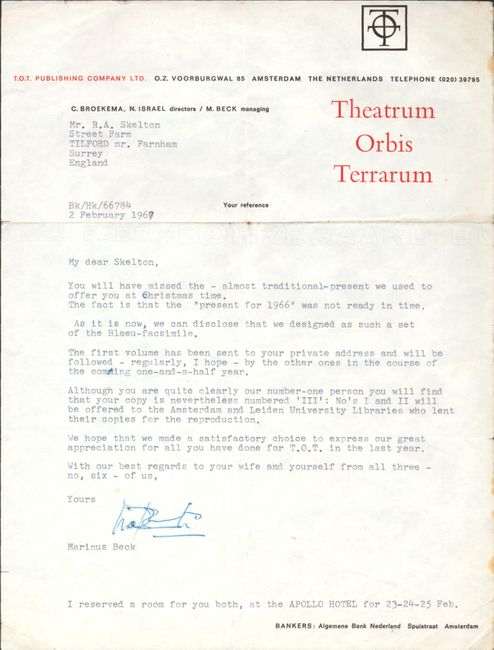 T.O.T. PUBLISHING COMPANY LTD. O.Z. VOORBURGWAL 85 AMSTERDAM THE NETHERLANDS TELEPHONE (020) 39795
C. BROEKEMA, N. ISRAEL directors / M. BECK managing
Theatrum
Orbis
Terrarum
Mr. R.A. Skelton
Street Farm
TILFORD nr. Farnham
Surrey
England
Bk/Hk/66784
Your reference
2 February 1967
My dear Skelton,
You will have missed the - almost traditional-present we used to
offer you at Christmas time.
The fact is that the "present for 1966" was not ready in time.
As it is now, we can disclose that we designed as such a set
of the Blaeu-facsimile.
The first volume has been sent to your private address and will be
followed - regularly, I hope - by the other ones in the course of
the coming one-and-a-half year.
Although you are quite clearly our number-one person you will find
that your copy is nevertheless numbered 'III': No's I and II will
be offered to the Amsterdam and Leiden University Libraries who lent
their copies for the reproduction.
We hope that we made a satisfactory choice to express our great
appreciation for all you have done for T.O.T. in the last year.
With our best regards to your wife and yourself from all three -
no, six - of us,
Yours
Marinus Beck
I reserved a room for you both, at the APOLLO HOTEL for 23-24-25 Feb.
BANKERS: Algemene Bank Nederland Spuistraat Amsterdam